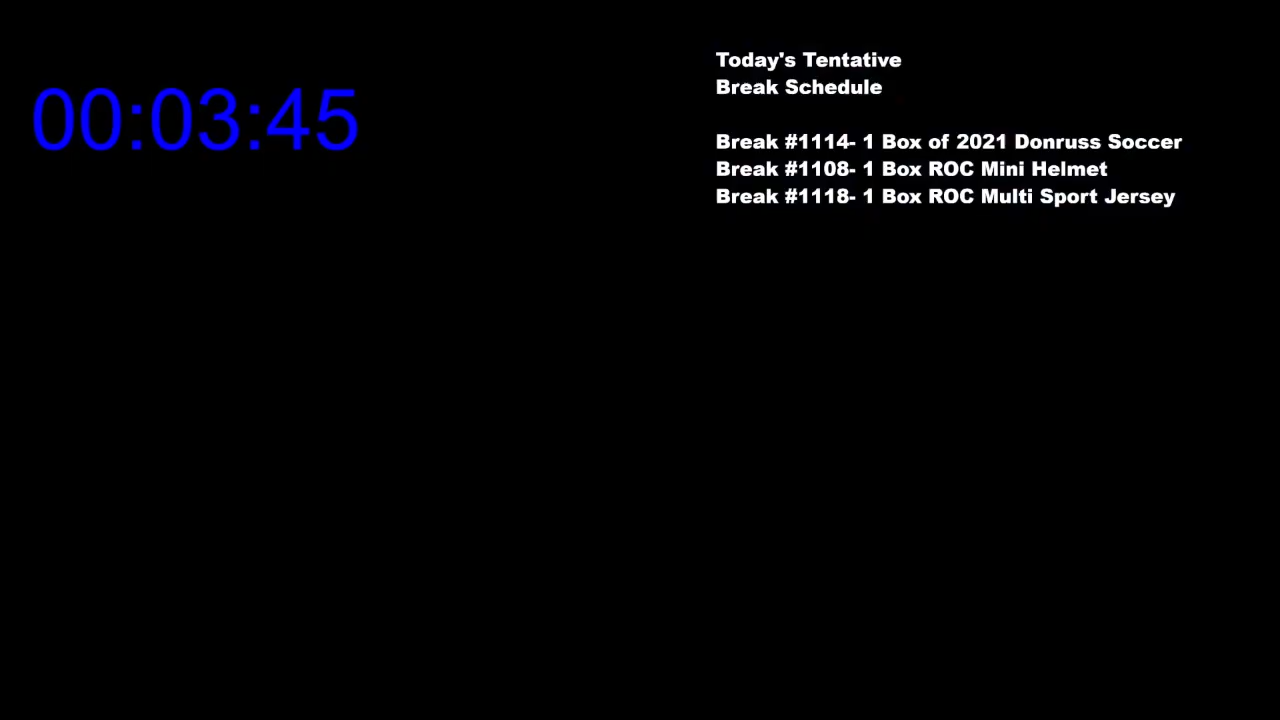 00:03:45
Today's Tentative
Break Schedule
Break #1114- 1 Box of 2021 Donruss Soccer
Break #1108- 1 Box ROC Mini Helmet
Break #1118- 1 Box ROC Multi Sport Jersey